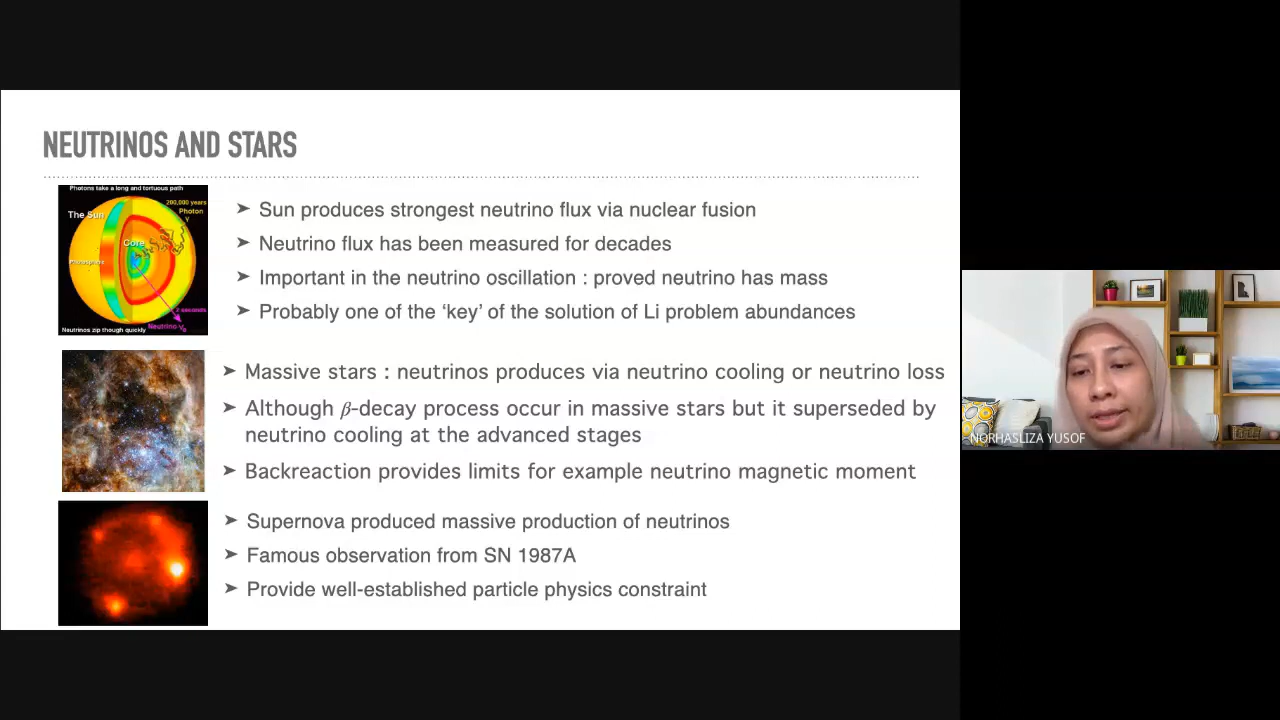 NEUTRINOS AND STARS
Photons take a long and tortuous path
200,000 years
Photon
γ
The Sun
Core
Photosphere
2 seconds
Neutrinos zip though quickly
Neutrino νe
➤ Sun produces strongest neutrino flux via nuclear fusion
➤ Neutrino flux has been measured for decades
➤ Important in the neutrino oscillation : proved neutrino has mass
➤ Probably one of the ‘key’ of the solution of Li problem abundances
➤ Massive stars : neutrinos produces via neutrino cooling or neutrino loss
➤ Although β-decay process occur in massive stars but it superseded by
neutrino cooling at the advanced stages
➤ Backreaction provides limits for example neutrino magnetic moment
➤ Supernova produced massive production of neutrinos
➤ Famous observation from SN 1987A
➤ Provide well-established particle physics constraint
NORHASLIZA YUSOF